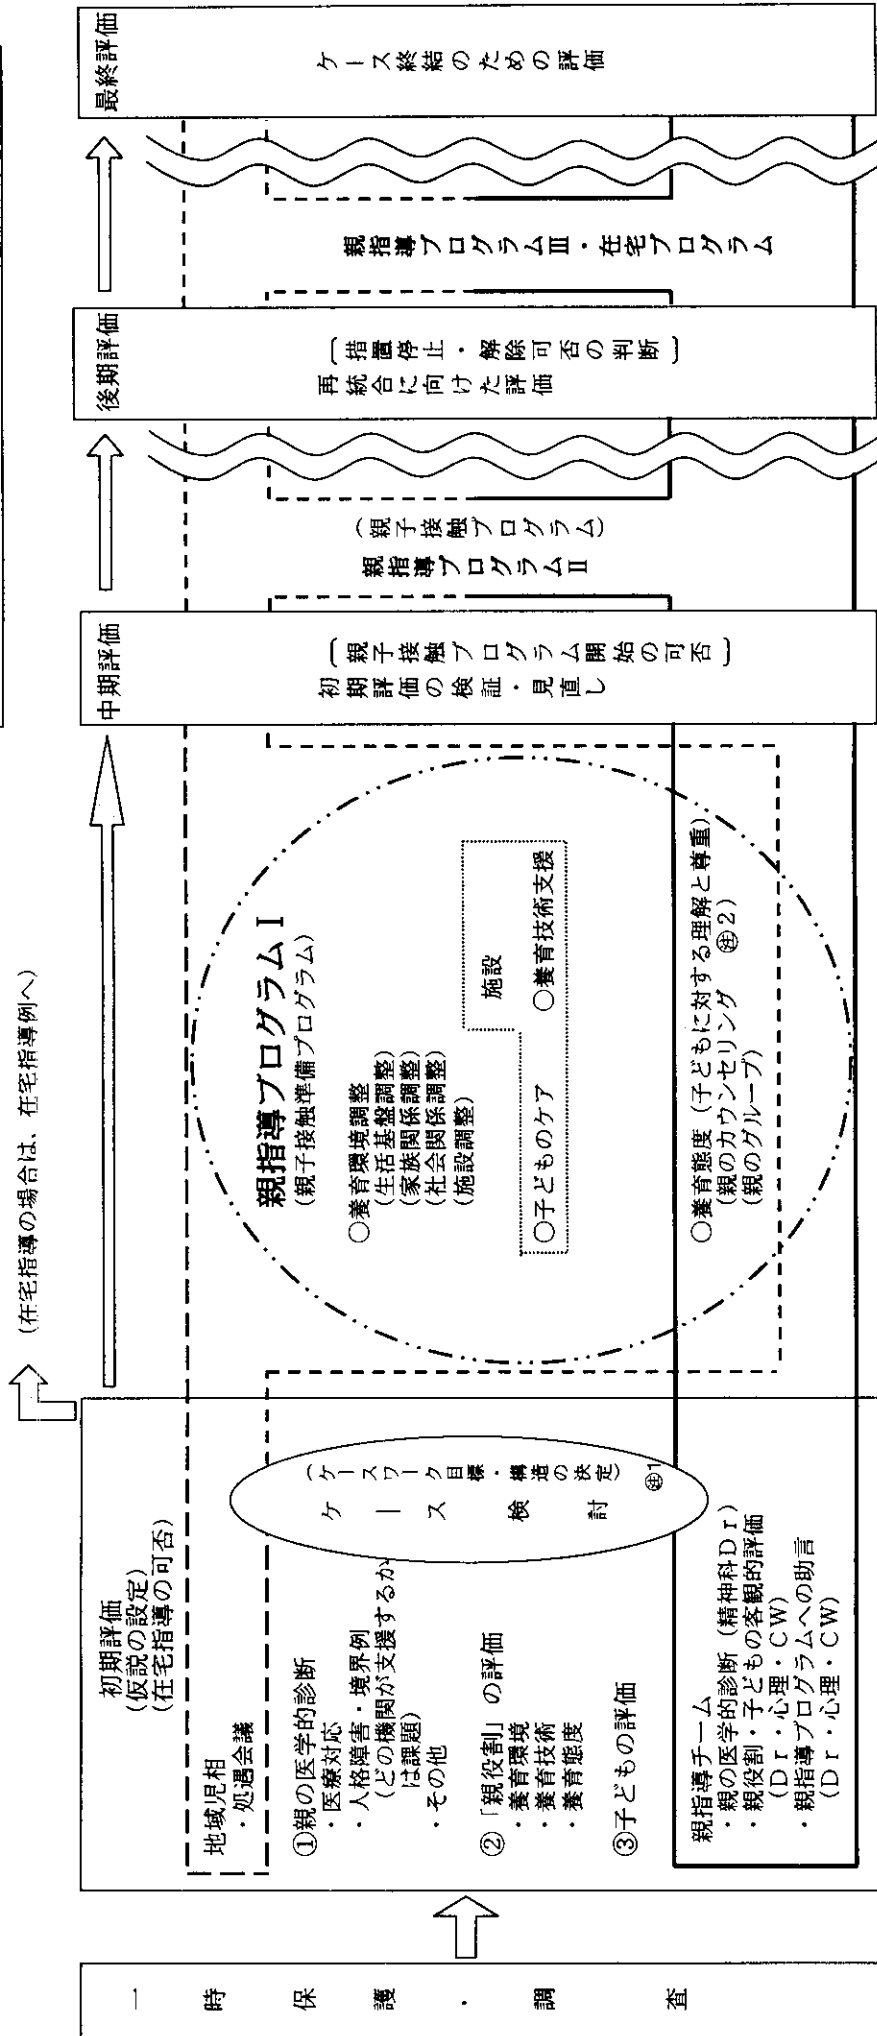 一時保護・調査
初期評価
(仮説の設定)
(在宅指導の可否)
地域児相
・処遇会議
①親の医学的診断
・医療対応
・人格障害・境界例
(どの機関が支援するか
は課題)
・その他
②「親役割」の評価
・養育環境
・養育技術
・養育態度
③子どもの評価
親指導チーム
・親の医学的診断(精神科Dr)
・親役割・子どもの客観的評価
(Dr・心理・CW)
・親指導プログラムへの助言
(Dr・心理・CW)
ケース検討
(ケースワーク目標・構造の決定)
注1
(在宅指導の場合は、在宅指導例へ)
親指導プログラムⅠ
(親子接触準備プログラム)
○養育環境調整
(生活基盤調整)
(家族関係調整)
(社会関係調整)
(施設調整)
施設
○子どものケア ○養育技術支援
○養育態度(子どもに対する理解と尊重)
(親のカウンセリング 注2)
(親のグループ)
中期評価
初期評価の検証・見直し
〔親子接触プログラム開始の可否〕
親指導プログラムⅡ
(親子接触プログラム)
後期評価
再統合に向けた評価
〔措置停止・解除可否の判断〕
親指導プログラムⅢ・在宅プログラム
最終評価
ケース終結のための評価